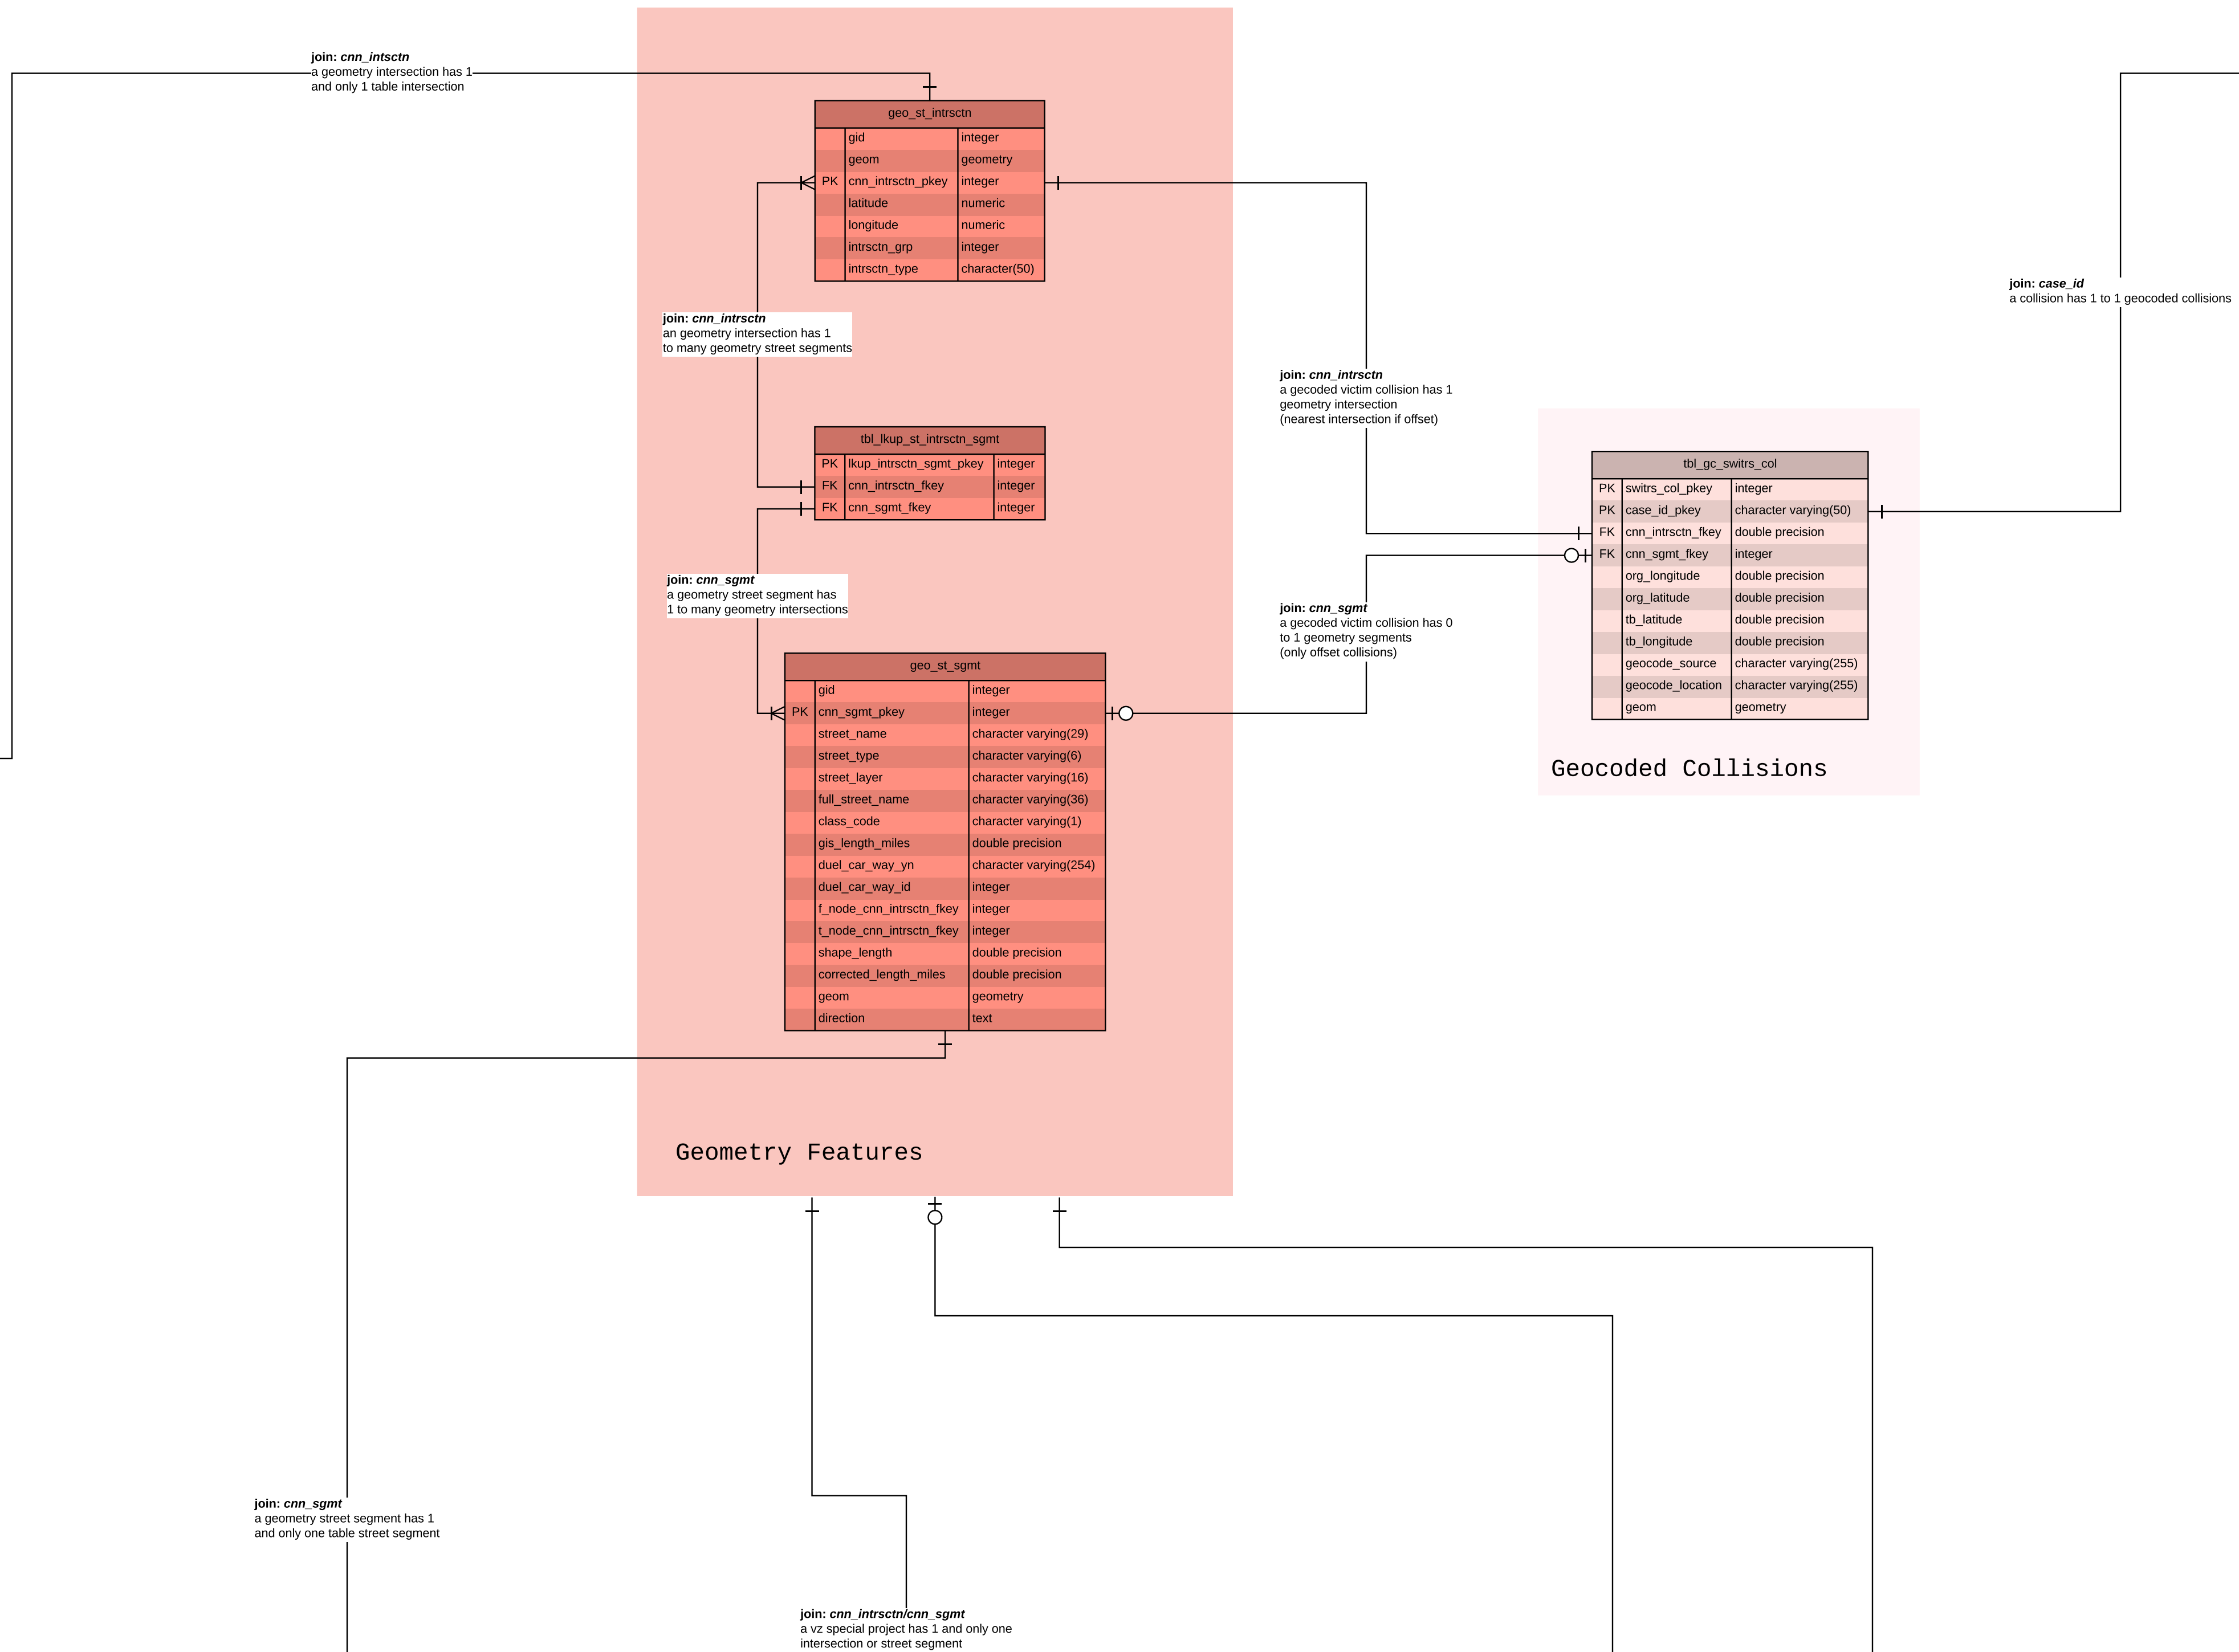 join: cnn_intsctn
a geometry intersection has 1
and only 1 table intersection
geo_st_intrsctn
gid integer
geom geometry
PK cnn_intrsctn_pkey integer
latitude numeric
longitude numeric
intrsctn_grp integer
intrsctn_type character(50)
join: cnn_intrsctn
an geometry intersection has 1
to many geometry street segments
tbl_lkup_st_intrsctn_sgmt
PK lkup_intrsctn_sgmt_pkey integer
FK cnn_intrsctn_fkey integer
FK cnn_sgmt_fkey integer
join: cnn_sgmt
a geometry street segment has
1 to many geometry intersections
geo_st_sgmt
gid integer
PK cnn_sgmt_pkey integer
street_name character varying(29)
street_type character varying(6)
street_layer character varying(16)
full_street_name character varying(36)
class_code character varying(1)
gis_length_miles double precision
duel_car_way_yn character varying(254)
duel_car_way_id integer
f_node_cnn_intrsctn_fkey integer
t_node_cnn_intrsctn_fkey integer
shape_length double precision
corrected_length_miles double precision
geom geometry
direction text
Geometry Features
join: cnn_intrsctn
a gecoded victim collision has 1
geometry intersection
(nearest intersection if offset)
join: cnn_sgmt
a gecoded victim collision has 0
to 1 geometry segments
(only offset collisions)
join: case_id
a collision has 1 to 1 geocoded collisions
tbl_gc_switrs_col
PK switrs_col_pkey integer
PK case_id_pkey character varying(50)
FK cnn_intrsctn_fkey double precision
FK cnn_sgmt_fkey integer
org_longitude double precision
org_latitude double precision
tb_latitude double precision
tb_longitude double precision
geocode_source character varying(255)
geocode_location character varying(255)
geom geometry
Geocoded Collisions
join: cnn_sgmt
a geometry street segment has 1
and only one table street segment
join: cnn_intrsctn/cnn_sgmt
a vz special project has 1 and only one
intersection or street segment